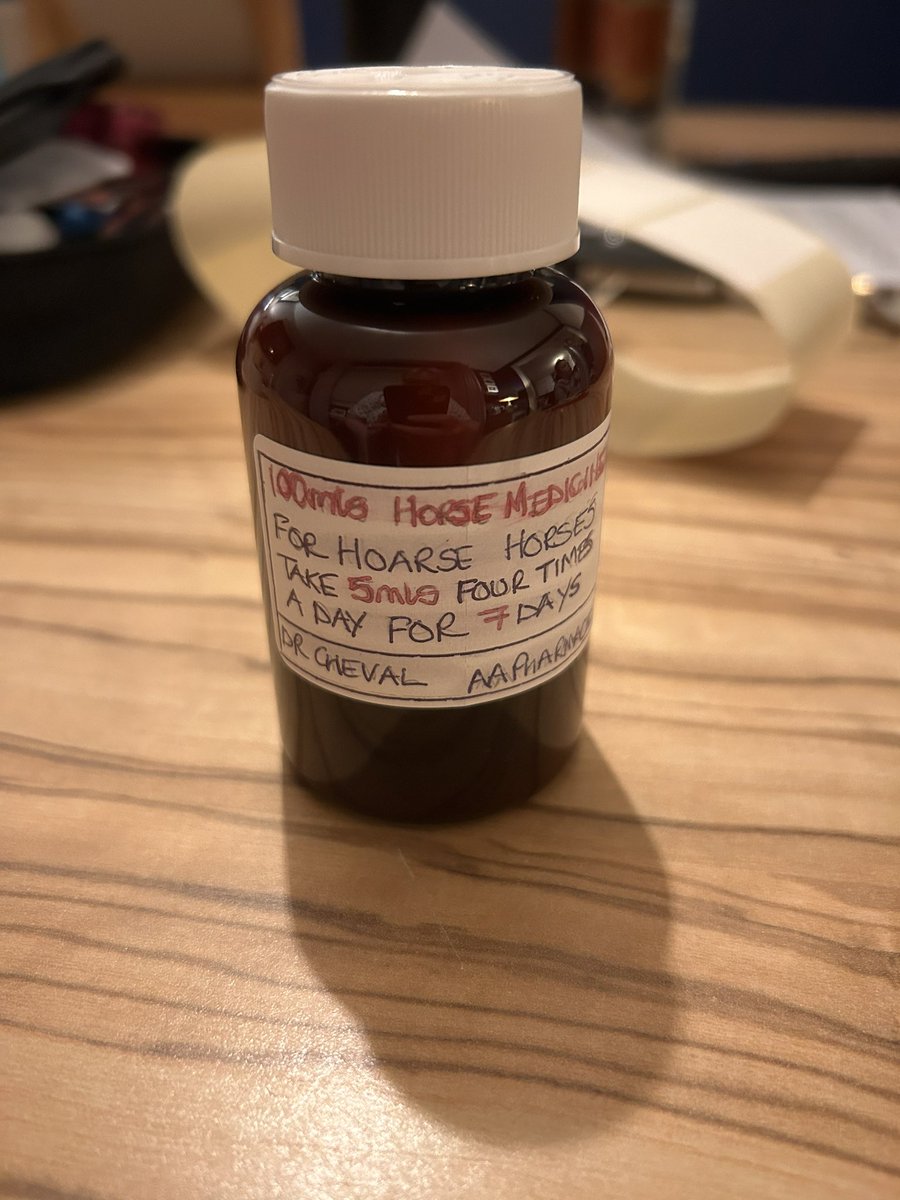 100mls HORSE MEDICINE
FOR HOARSE HORSES
TAKE 5mls FOUR TIMES
A DAY FOR 7 DAYS
DR CHEVAL AA PHARMACY